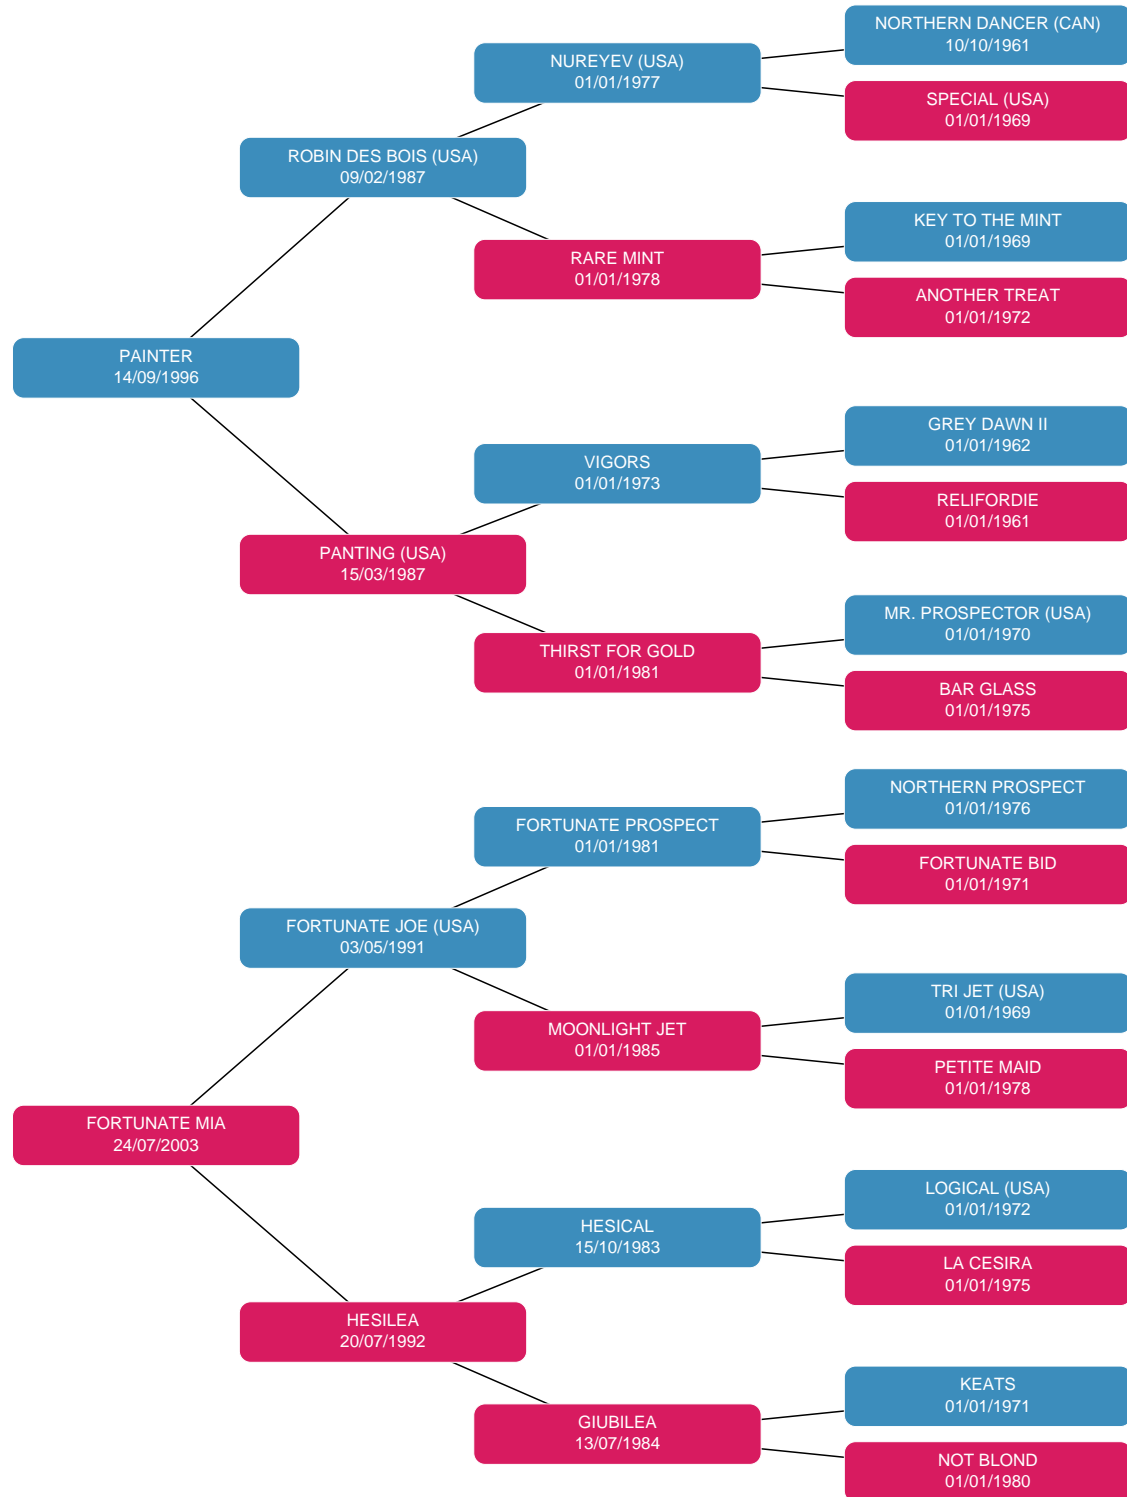 NORTHERN DANCER (CAN)
10/10/1961
NUREYEV (USA)
01/01/1977
SPECIAL (USA)
01/01/1969
ROBIN DES BOIS (USA)
09/02/1987
KEY TO THE MINT
01/01/1969
RARE MINT
01/01/1978
ANOTHER TREAT
01/01/1972
PAINTER
14/09/1996
GREY DAWN II
01/01/1962
VIGORS
01/01/1973
RELIFORDIE
01/01/1961
PANTING (USA)
15/03/1987
MR. PROSPECTOR (USA)
01/01/1970
THIRST FOR GOLD
01/01/1981
BAR GLASS
01/01/1975
NORTHERN PROSPECT
01/01/1976
FORTUNATE PROSPECT
01/01/1981
FORTUNATE BID
01/01/1971
FORTUNATE JOE (USA)
03/05/1991
TRI JET (USA)
01/01/1969
MOONLIGHT JET
01/01/1985
PETITE MAID
01/01/1978
FORTUNATE MIA
24/07/2003
LOGICAL (USA)
01/01/1972
HESICAL
15/10/1983
LA CESIRA
01/01/1975
HESILEA
20/07/1992
KEATS
01/01/1971
GIUBILEA
13/07/1984
NOT BLOND
01/01/1980